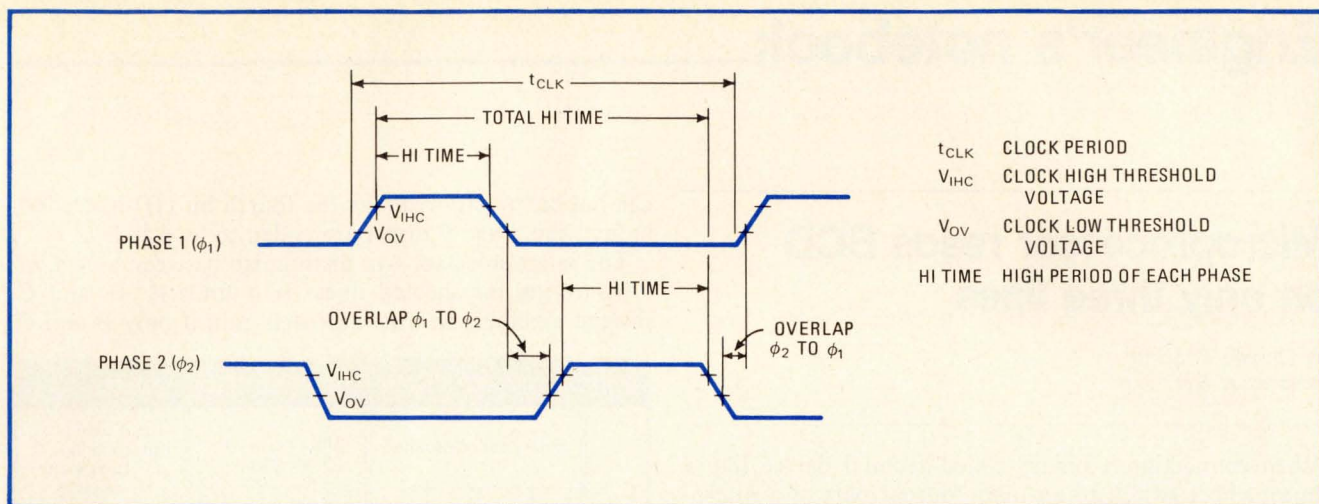 t_CLK
TOTAL HI TIME
HI TIME
V_IHC
V_OV
PHASE 1 (ϕ₁)
t_CLK CLOCK PERIOD
V_IHC CLOCK HIGH THRESHOLD
VOLTAGE
V_OV CLOCK LOW THRESHOLD
VOLTAGE
HI TIME HIGH PERIOD OF EACH PHASE
HI TIME
OVERLAP ϕ₁ TO ϕ₂
OVERLAP
ϕ₂ TO ϕ₁
PHASE 2 (ϕ₂)
V_IHC
V_OV